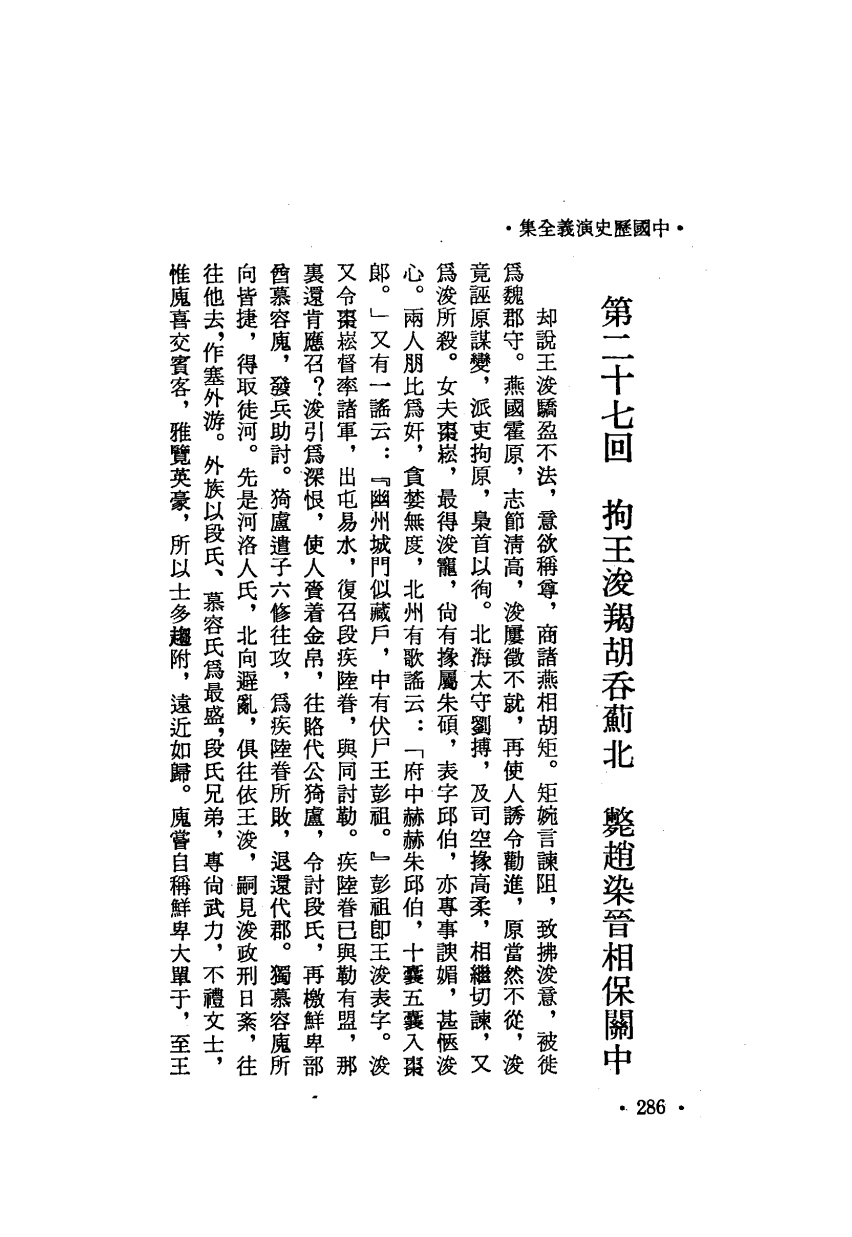 ·中國歷史演義全集·
第二十七回　拘王浚羯胡吞薊北　斃趙染晉相保關中
却說王浚驕盈不法，意欲稱尊，商諸燕相胡矩。矩婉言諫阻，致拂浚意，被徙
爲魏郡守。燕國霍原，志節清高，浚屢徵不就，再使人誘令勸進，原當然不從，浚
竟誣原謀變，派吏拘原，梟首以徇。北海太守劉搏，及司空掾高柔，相繼切諫，又
爲浚所殺。女夫棗崧，最得浚寵，尙有掾屬朱碩，表字邱伯，亦專事諛媚，甚愜浚
心。兩人朋比爲奸，貪婪無度，北州有歌謠云：「府中赫赫朱邱伯，十囊五囊入棗
郎。」又有一謠云：『幽州城門似藏戶，中有伏尸王彭祖。』彭祖卽王浚表字。浚
又令棗崧督率諸軍，出屯易水，復召段疾陸眷，與同討勒。疾陸眷已與勒有盟，那
裏還肯應召？浚引爲深恨，使人賫着金帛，往賂代公猗盧，令討段氏，再檄鮮卑部
酋慕容廆，發兵助討。猗盧遣子六修往攻，爲疾陸眷所敗，退還代郡。獨慕容廆所
向皆捷，得取徒河。先是河洛人氏，北向避亂，俱往依王浚，嗣見浚政刑日紊，往
往他去，作塞外游。外族以段氏、慕容氏爲最盛，段氏兄弟，專尙武力，不禮文士，
惟廆喜交賓客，雅覽英豪，所以士多趨附，遠近如歸。廆嘗自稱鮮卑大單于，至王
·286·